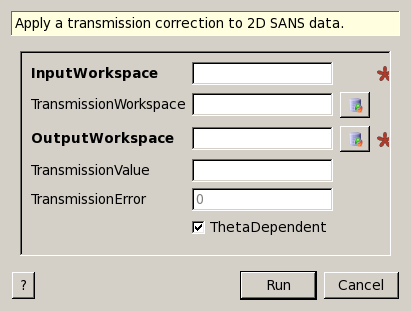 Apply a transmission correction to 2D SANS data.
InputWorkspace
TransmissionWorkspace
OutputWorkspace
TransmissionValue
TransmissionError 0
ThetaDependent
? Run Cancel